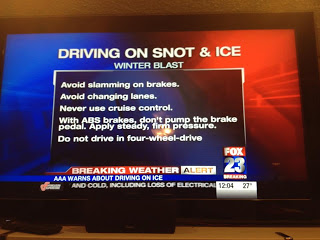 DRIVING ON SNOT & ICE
WINTER BLAST
Avoid slamming on brakes.
Avoid changing lanes.
Never use cruise control.
With ABS brakes, don't pump the brake
pedal. Apply steady, firm pressure.
Do not drive in four-wheel-drive
FOX
23
BREAKING
BREAKING WEATHER ALERT
AAA WARNS ABOUT DRIVING ON ICE
AND COLD, INCLUDING LOSS OF ELECTRICAL
12:04 27°